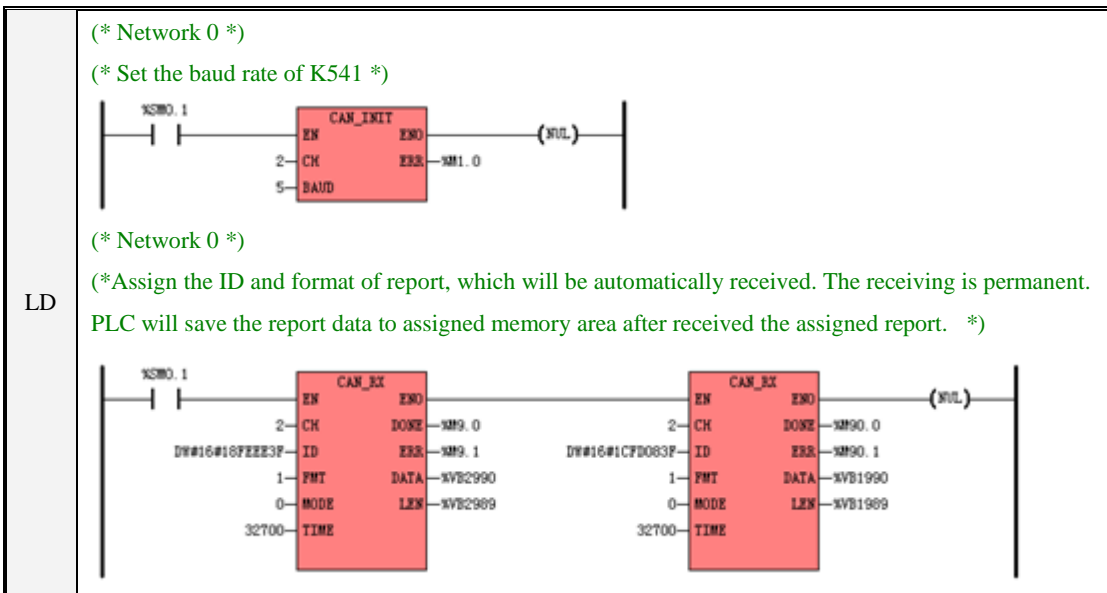 (* Network 0 *)
(* Set the baud rate of K541 *)
%SM0.1
CAN_INIT
EN ENO (NUL)
2 CH ERR %M1.0
5 BAUD
(* Network 0 *)
(*Assign the ID and format of report, which will be automatically received. The receiving is permanent.
LD
PLC will save the report data to assigned memory area after received the assigned report. *)
%SM0.1
CAN_RX CAN_RX
EN ENO EN ENO (NUL)
2 CH DONE %M9.0 2 CH DONE %M90.0
DW#16#18FEEE3F ID ERR %M9.1 DW#16#1CFD083F ID ERR %M90.1
1 FMT DATA %VB2990 1 FMT DATA %VB1990
0 MODE LEN %VB2989 0 MODE LEN %VB1989
32700 TIME 32700 TIME